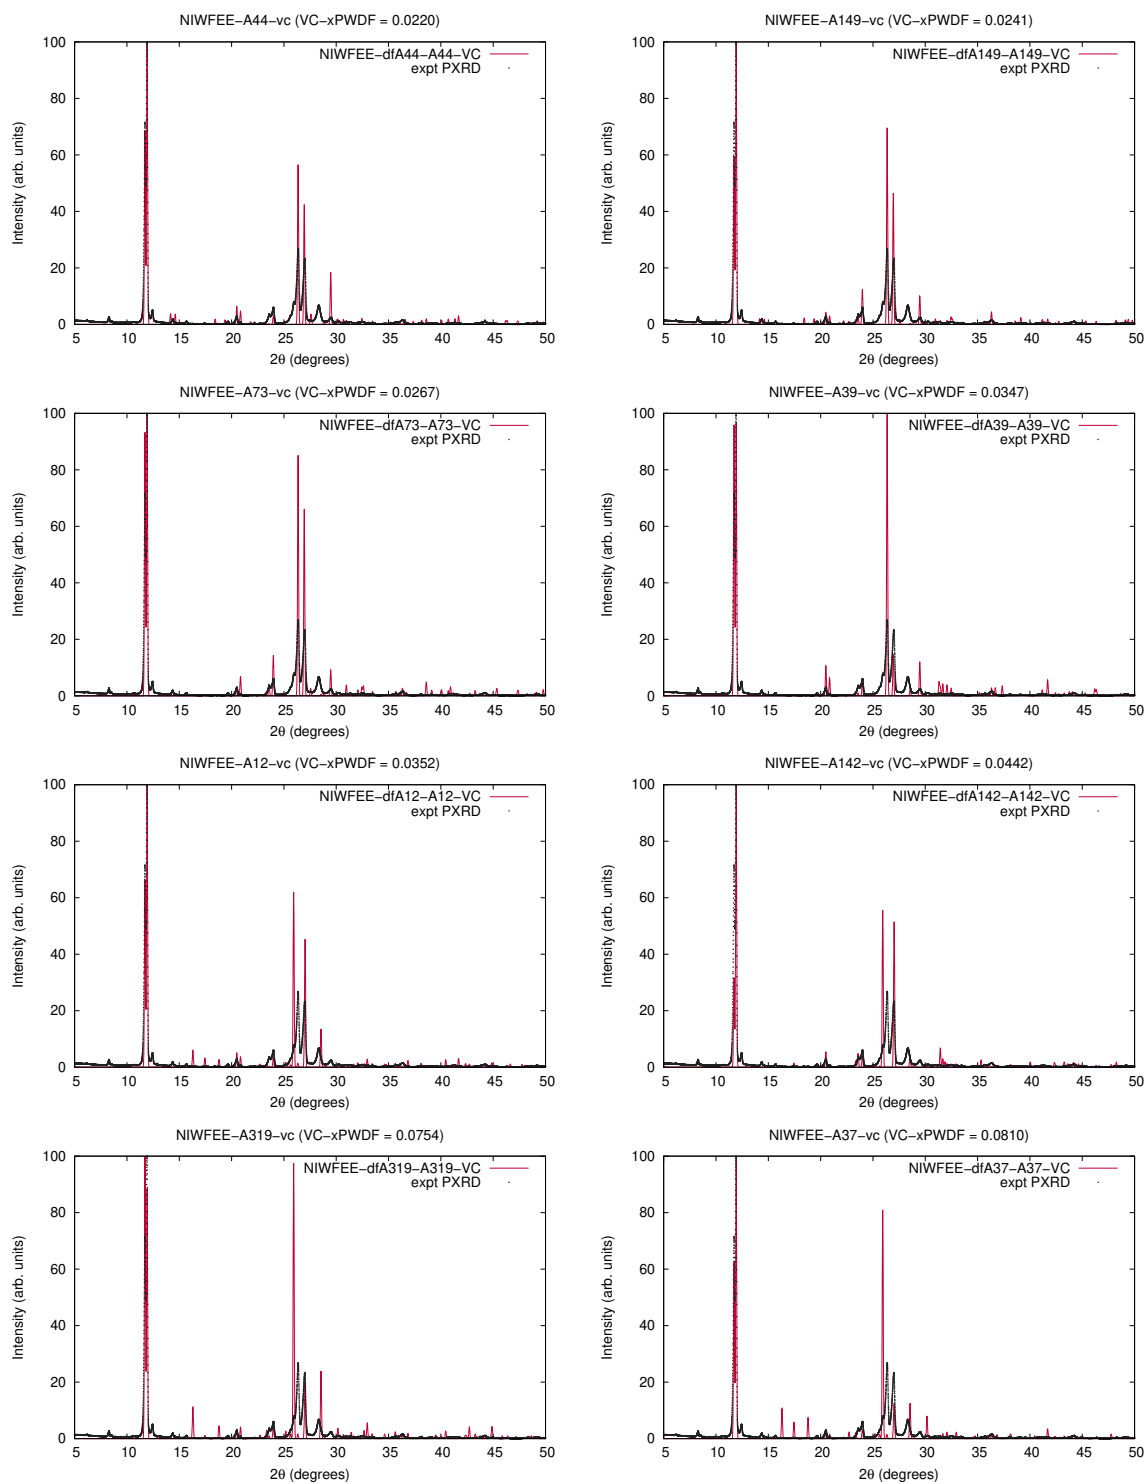 NIWFEE−A44−vc (VC−xPWDF = 0.0220)
NIWFEE−dfA44−A44−VC
expt PXRD
Intensity (arb. units)
100
80
60
40
20
0
5 10 15 20 25 30 35 40 45 50
2θ (degrees)
NIWFEE−A149−vc (VC−xPWDF = 0.0241)
NIWFEE−dfA149−A149−VC
expt PXRD
Intensity (arb. units)
100
80
60
40
20
0
5 10 15 20 25 30 35 40 45 50
2θ (degrees)
NIWFEE−A73−vc (VC−xPWDF = 0.0267)
NIWFEE−dfA73−A73−VC
expt PXRD
Intensity (arb. units)
100
80
60
40
20
0
5 10 15 20 25 30 35 40 45 50
2θ (degrees)
NIWFEE−A39−vc (VC−xPWDF = 0.0347)
NIWFEE−dfA39−A39−VC
expt PXRD
Intensity (arb. units)
100
80
60
40
20
0
5 10 15 20 25 30 35 40 45 50
2θ (degrees)
NIWFEE−A12−vc (VC−xPWDF = 0.0352)
NIWFEE−dfA12−A12−VC
expt PXRD
Intensity (arb. units)
100
80
60
40
20
0
5 10 15 20 25 30 35 40 45 50
2θ (degrees)
NIWFEE−A142−vc (VC−xPWDF = 0.0442)
NIWFEE−dfA142−A142−VC
expt PXRD
Intensity (arb. units)
100
80
60
40
20
0
5 10 15 20 25 30 35 40 45 50
2θ (degrees)
NIWFEE−A319−vc (VC−xPWDF = 0.0754)
NIWFEE−dfA319−A319−VC
expt PXRD
Intensity (arb. units)
100
80
60
40
20
0
5 10 15 20 25 30 35 40 45 50
2θ (degrees)
NIWFEE−A37−vc (VC−xPWDF = 0.0810)
NIWFEE−dfA37−A37−VC
expt PXRD
Intensity (arb. units)
100
80
60
40
20
0
5 10 15 20 25 30 35 40 45 50
2θ (degrees)